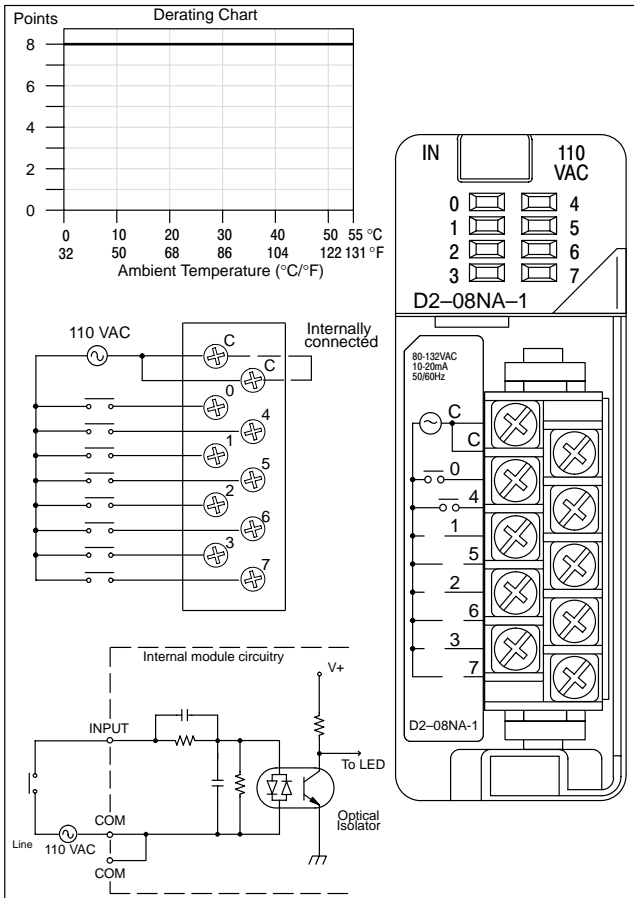 Points
Derating Chart
8
6
4
2
0
0 10 20 30 40 50 55 °C
32 50 68 86 104 122 131 °F
Ambient Temperature (°C/°F)
110 VAC
Internally
connected
C
C
0
4
1
5
2
6
3
7
Internal module circuitry
V+
INPUT
To LED
COM
Optical
Isolator
Line
110 VAC
COM
IN
110
VAC
0 4
1 5
2 6
3 7
D2–08NA–1
80-132VAC
10-20mA
50/60Hz
C
C
0
4
1
5
2
6
3
7
D2–08NA-1